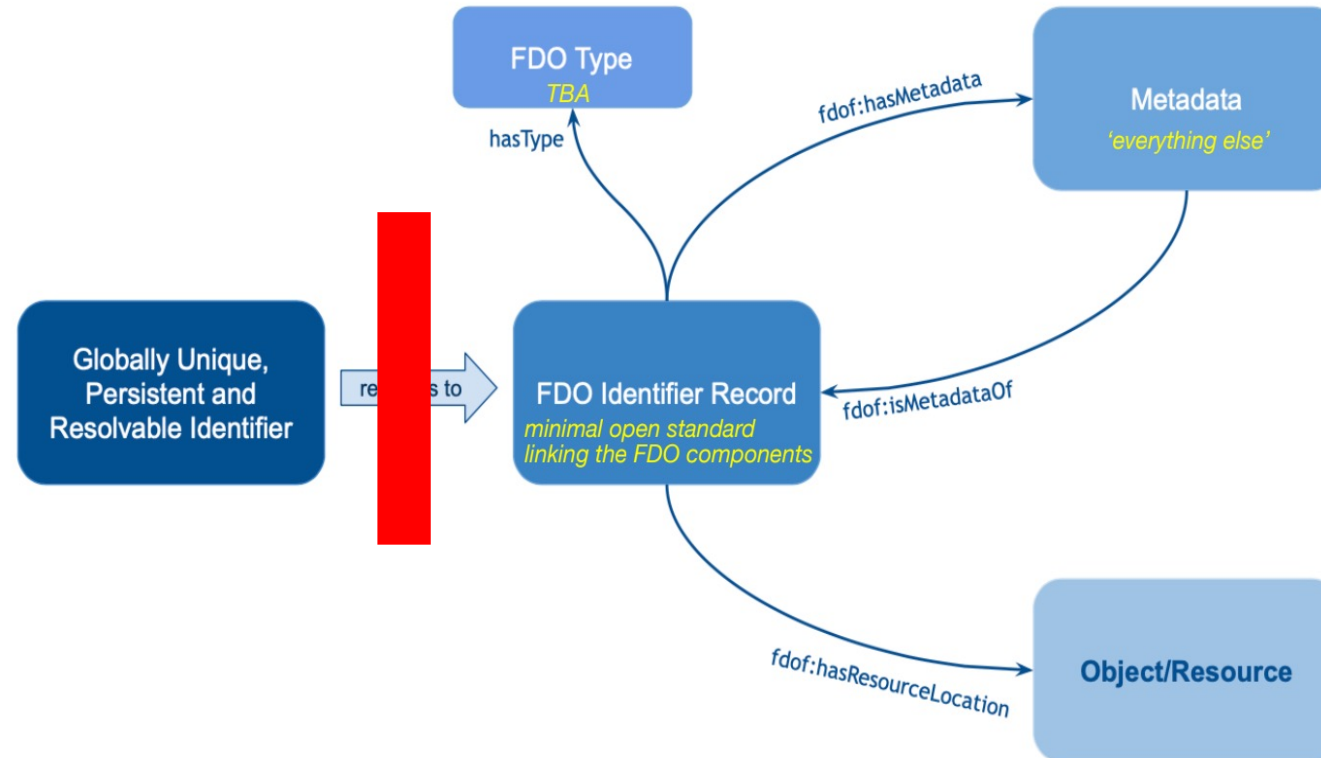 FDO Type
TBA
hasType
fdof:hasMetadata
Metadata
'everything else'
Globally Unique,
Persistent and
Resolvable Identifier
to
FDO Identifier Record
minimal open standard
linking the FDO components
fdof:isMetadataOf
fdof:hasResourceLocation
Object/Resource